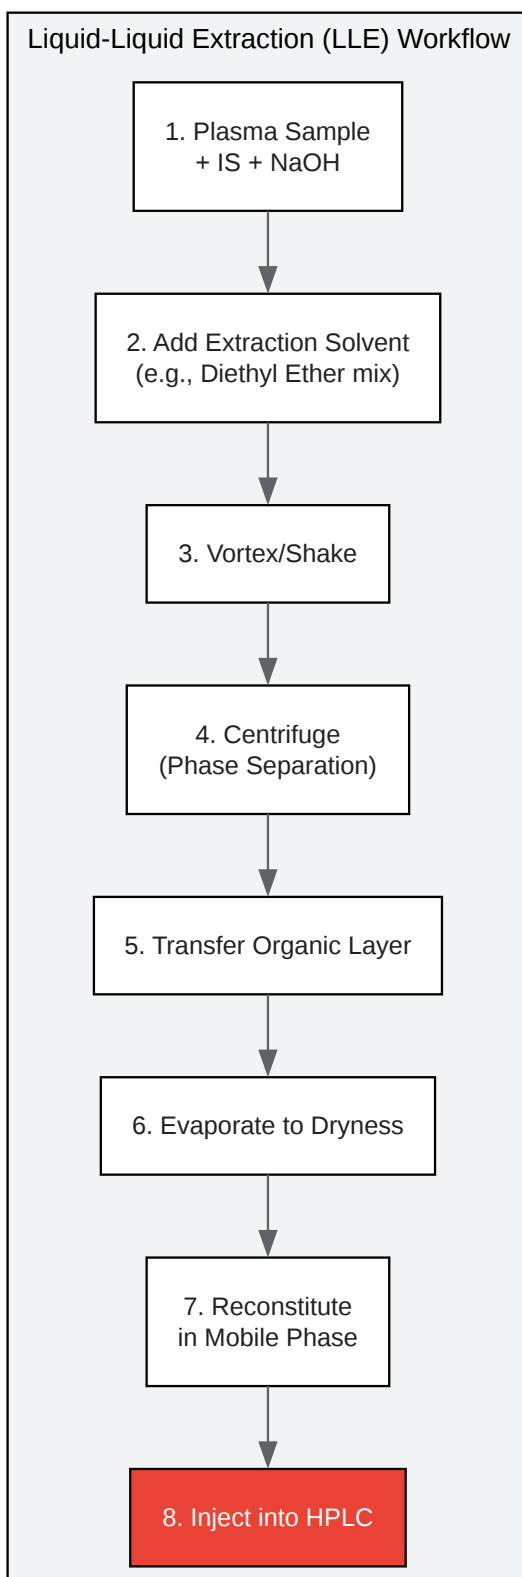 Liquid-Liquid Extraction (LLE) Workflow
1. Plasma Sample
+ IS + NaOH
2. Add Extraction Solvent
(e.g., Diethyl Ether mix)
3. Vortex/Shake
4. Centrifuge
(Phase Separation)
5. Transfer Organic Layer
6. Evaporate to Dryness
7. Reconstitute
in Mobile Phase
8. Inject into HPLC